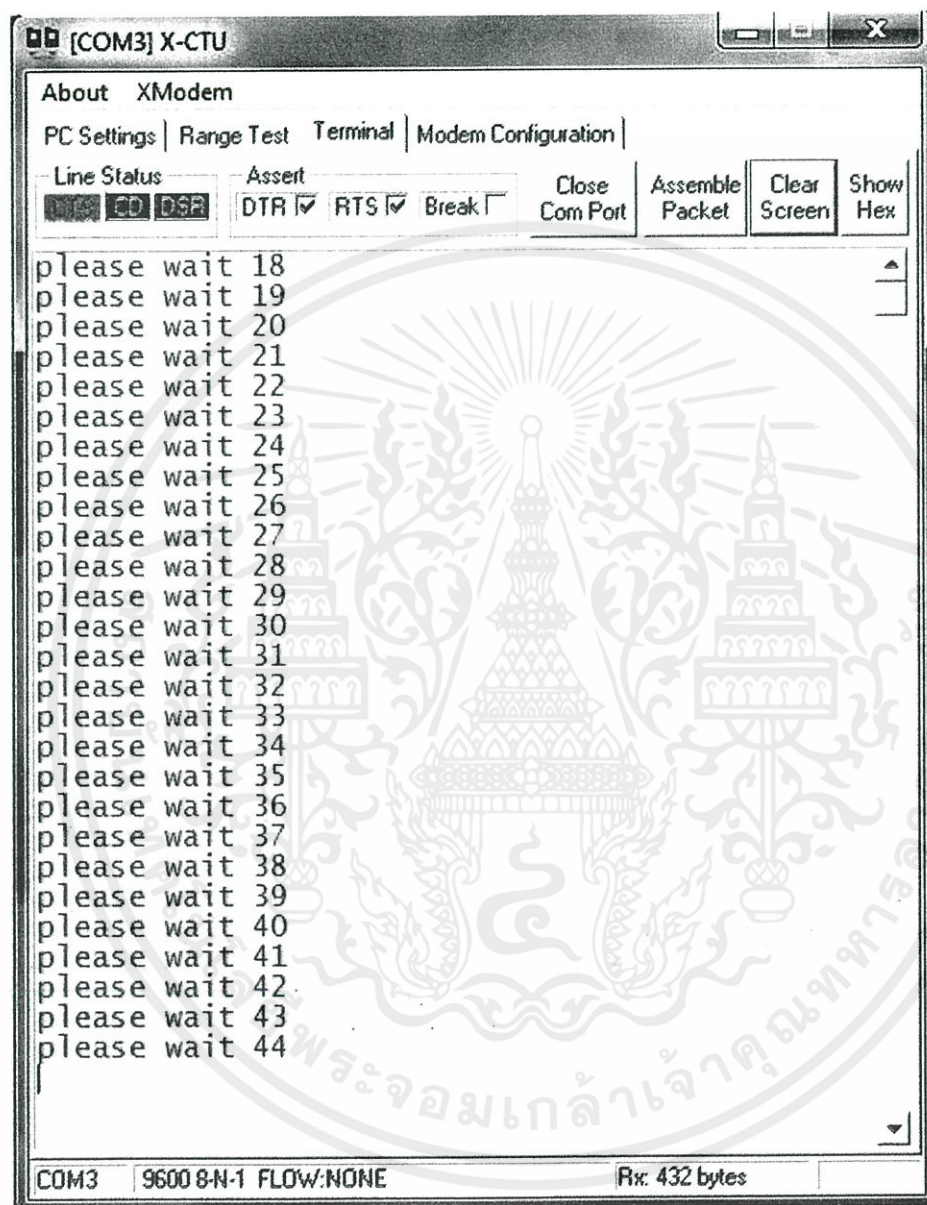 [COM3] X-CTU
About XModem
PC Settings Range Test Terminal Modem Configuration
Line Status Assert
CTS CD DSR DTR RTS Break Close Com Port Assemble Packet Clear Screen Show Hex
please wait 18
please wait 19
please wait 20
please wait 21
please wait 22
please wait 23
please wait 24
please wait 25
please wait 26
please wait 27
please wait 28
please wait 29
please wait 30
please wait 31
please wait 32
please wait 33
please wait 34
please wait 35
please wait 36
please wait 37
please wait 38
please wait 39
please wait 40
please wait 41
please wait 42
please wait 43
please wait 44
COM3 9600 8-N-1 FLOW:NONE Rx: 432 bytes